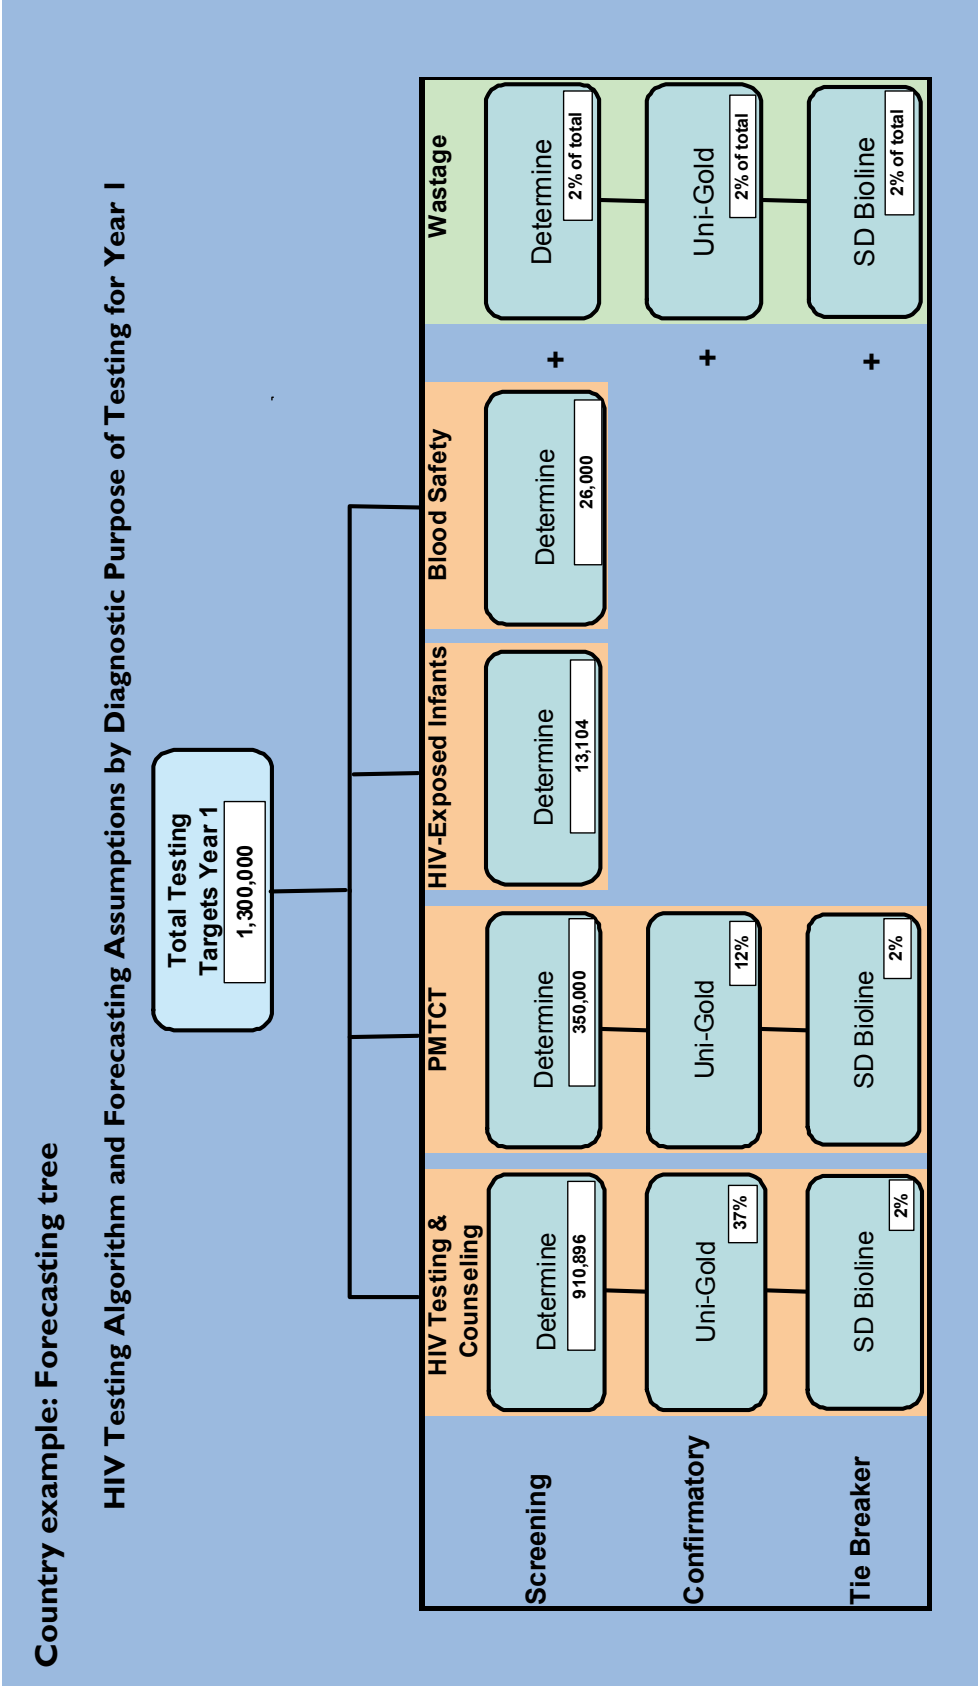 Country example: Forecasting tree
HIV Testing Algorithm and Forecasting Assumptions by Diagnostic Purpose of Testing for Year 1
Total Testing
Targets Year 1
1,300,000
HIV Testing &
Counseling
PMTCT
HIV-Exposed Infants
Blood Safety
Wastage
Screening
Determine
910,896
Determine
350,000
Determine
13,104
Determine
26,000
+
Determine
2% of total
Confirmatory
Uni-Gold
37%
Uni-Gold
12%
+
Uni-Gold
2% of total
Tie Breaker
SD Bioline
2%
SD Bioline
2%
+
SD Bioline
2% of total